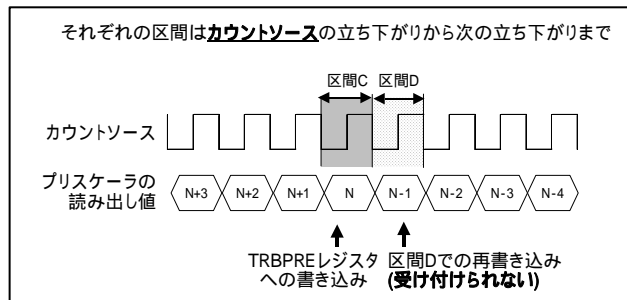 それぞれの区間はカウントソースの立ち下がりから次の立ち下がりまで
区間C 区間D
カウントソース
プリスケーラの
読み出し値
N+3 N+2 N+1 N N-1 N-2 N-3 N-4
TRBPREレジスタ
への書き込み
区間Dでの再書き込み
(受け付けられない)